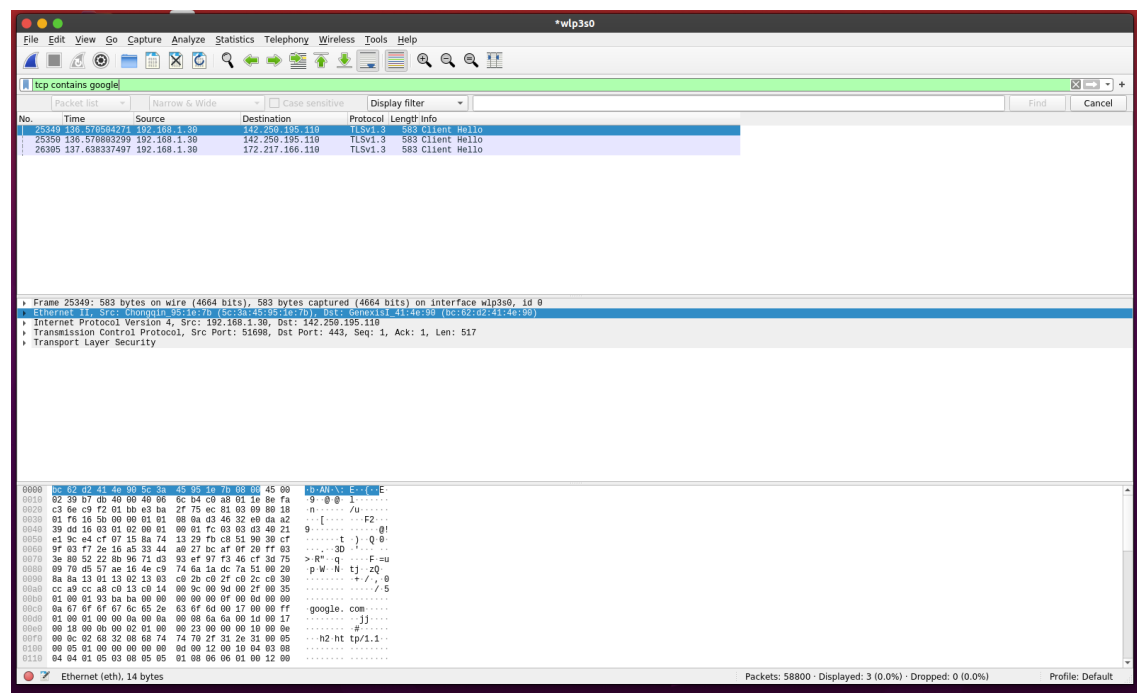 *wlp3s0
File Edit View Go Capture Analyze Statistics Telephony Wireless Tools Help
tcp contains google
Packet list Narrow & Wide Case sensitive Display filter Find Cancel
No. Time Source Destination Protocol Length Info
25349 136.570504271 192.168.1.30 142.250.195.110 TLSv1.3 583 Client Hello
25350 136.570803299 192.168.1.30 142.250.195.110 TLSv1.3 583 Client Hello
26305 137.638337497 192.168.1.30 172.217.166.110 TLSv1.3 583 Client Hello
Frame 25349: 583 bytes on wire (4664 bits), 583 bytes captured (4664 bits) on interface wlp3s0, id 0
Ethernet II, Src: Chongqin_95:1e:7b (5c:3a:45:95:1e:7b), Dst: GenexisI_41:4e:90 (bc:62:d2:41:4e:90)
Internet Protocol Version 4, Src: 192.168.1.30, Dst: 142.250.195.110
Transmission Control Protocol, Src Port: 51698, Dst Port: 443, Seq: 1, Ack: 1, Len: 517
Transport Layer Security
0000 bc 62 d2 41 4e 90 5c 3a 45 95 1e 7b 08 00 45 00 ·b·AN·\: E··{··E·
0010 02 39 b7 db 40 00 40 06 6c b4 c0 a8 01 1e 8e fa ·9··@·@· l·······
0020 c3 6e c9 f2 01 bb e3 ba 2f 75 ec 81 03 09 80 18 ·n······ /u······
0030 01 f6 16 5b 00 00 01 01 08 0a d3 46 32 e0 da a2 ···[···· ···F2···
0040 39 dd 16 03 01 02 00 01 00 01 fc 03 03 d3 40 21 9······· ······@!
0050 e1 9c e4 cf 07 15 8a 74 13 29 fb c8 51 90 30 cf ·······t ·)··Q·0·
0060 9f 03 f7 2e 16 a5 33 44 a0 27 bc af 0f 20 ff 03 ···.··3D ·'··· ··
0070 3e 80 52 22 8b 96 71 d3 93 ef 97 f3 46 cf 3d 75 >·R"··q· ····F·=u
0080 09 70 d5 57 ae 16 4e c9 74 6a 1a dc 7a 51 00 20 ·p·W··N· tj··zQ·
0090 8a 8a 13 01 13 02 13 03 c0 2b c0 2f c0 2c c0 30 ········ ·+·/·,·0
00a0 cc a9 cc a8 c0 13 c0 14 00 9c 00 9d 00 2f 00 35 ········ ·····/·5
00b0 01 00 01 93 ba ba 00 00 00 00 00 0f 00 0d 00 00 ········ ········
00c0 0a 67 6f 6f 67 6c 65 2e 63 6f 6d 00 17 00 00 ff ·google. com·····
00d0 01 00 01 00 00 0a 00 0a 00 08 6a 6a 00 1d 00 17 ········ ··jj····
00e0 00 18 00 0b 00 02 01 00 00 23 00 00 00 10 00 0e ········ ·#······
00f0 00 0c 02 68 32 08 68 74 74 70 2f 31 2e 31 00 05 ···h2·ht tp/1.1··
0100 00 05 01 00 00 00 00 00 0d 00 12 00 10 04 03 08 ········ ········
0110 04 04 01 05 03 08 05 05 01 08 06 06 01 00 12 00 ········ ········
Ethernet (eth), 14 bytes Packets: 58800 · Displayed: 3 (0.0%) · Dropped: 0 (0.0%) Profile: Default